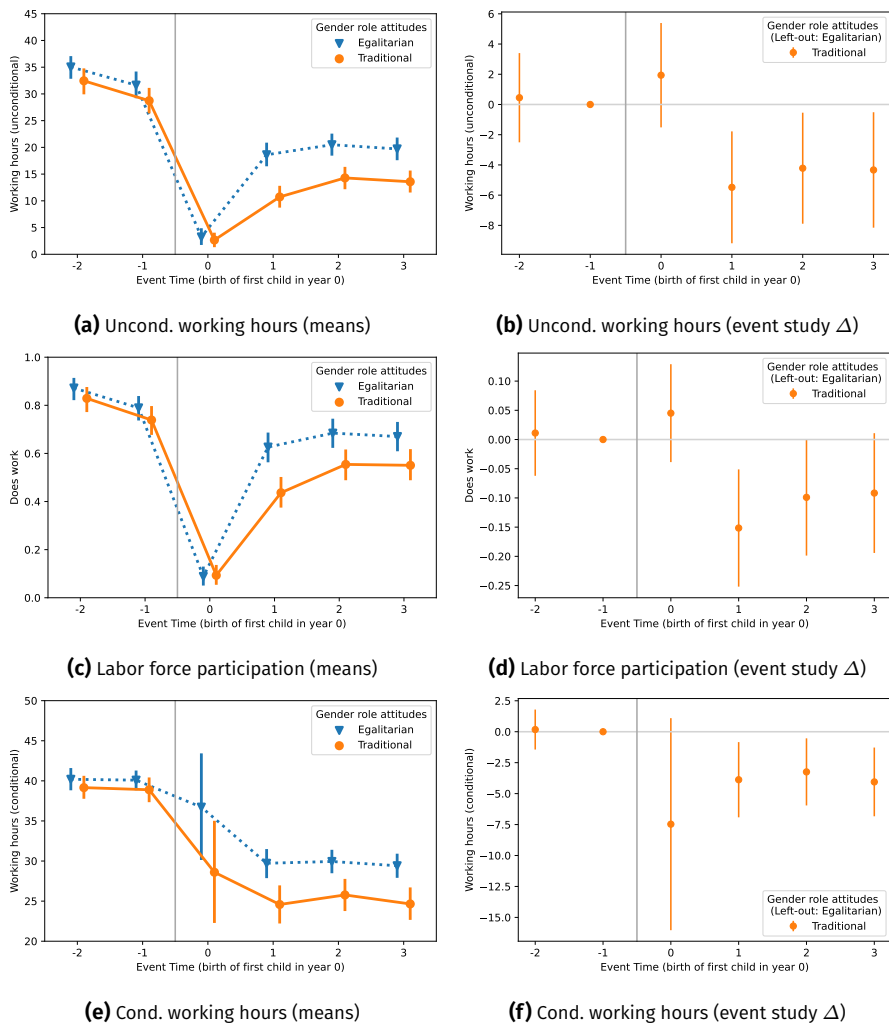 45
40
35
30
25
20
15
10
5
0
Working hours (unconditional)
Gender role attitudes
Egalitarian
Traditional
-2 -1 0 1 2 3
Event Time (birth of first child in year 0)
(a) Uncond. working hours (means)
6
4
2
0
−2
−4
−6
−8
Working hours (unconditional)
Gender role attitudes
(Left-out: Egalitarian)
Traditional
-2 -1 0 1 2 3
Event Time (birth of first child in year 0)
(b) Uncond. working hours (event study Δ)
1.0
0.8
0.6
0.4
0.2
0.0
Does work
Gender role attitudes
Egalitarian
Traditional
-2 -1 0 1 2 3
Event Time (birth of first child in year 0)
(c) Labor force participation (means)
0.10
0.05
0.00
−0.05
−0.10
−0.15
−0.20
−0.25
Does work
Gender role attitudes
(Left-out: Egalitarian)
Traditional
-2 -1 0 1 2 3
Event Time (birth of first child in year 0)
(d) Labor force participation (event study Δ)
50
45
40
35
30
25
20
Working hours (conditional)
Gender role attitudes
Egalitarian
Traditional
-2 -1 0 1 2 3
Event Time (birth of first child in year 0)
(e) Cond. working hours (means)
2.5
0.0
−2.5
−5.0
−7.5
−10.0
−12.5
−15.0
Working hours (conditional)
Gender role attitudes
(Left-out: Egalitarian)
Traditional
-2 -1 0 1 2 3
Event Time (birth of first child in year 0)
(f) Cond. working hours (event study Δ)